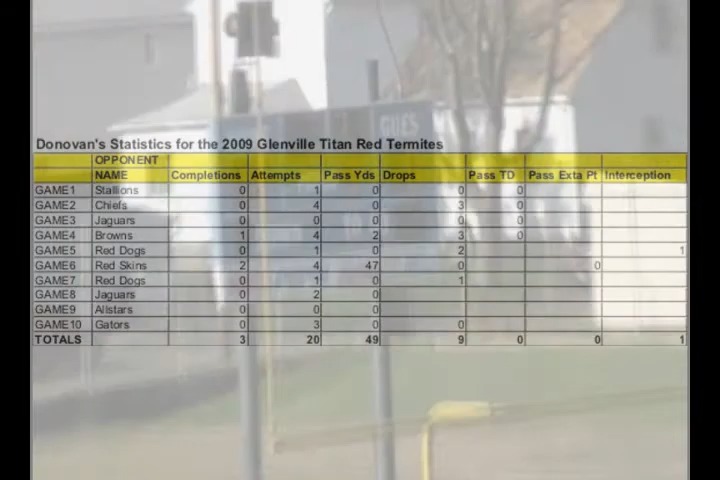 Donovan's Statistics for the 2009 Glenville Titan Red Termites
OPPONENT
NAME Completions Attempts Pass Yds Drops Pass TD Pass Exta Pt Interception
GAME1 Stallions 0 1 0 0 0
GAME2 Chiefs 0 4 0 3 0
GAME3 Jaguars 0 0 0 0 0
GAME4 Browns 1 4 2 3 0
GAME5 Red Dogs 0 1 0 2 1
GAME6 Red Skins 2 4 47 0 0
GAME7 Red Dogs 0 1 0 1
GAME8 Jaguars 0 2 0
GAME9 Allstars 0 0 0
GAME10 Gators 0 3 0 0
TOTALS 3 20 49 9 0 0 1